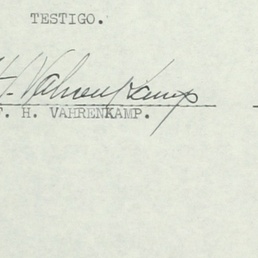 TESTIGO.
H. Vahrenkamp
F. H. VAHRENKAMP.